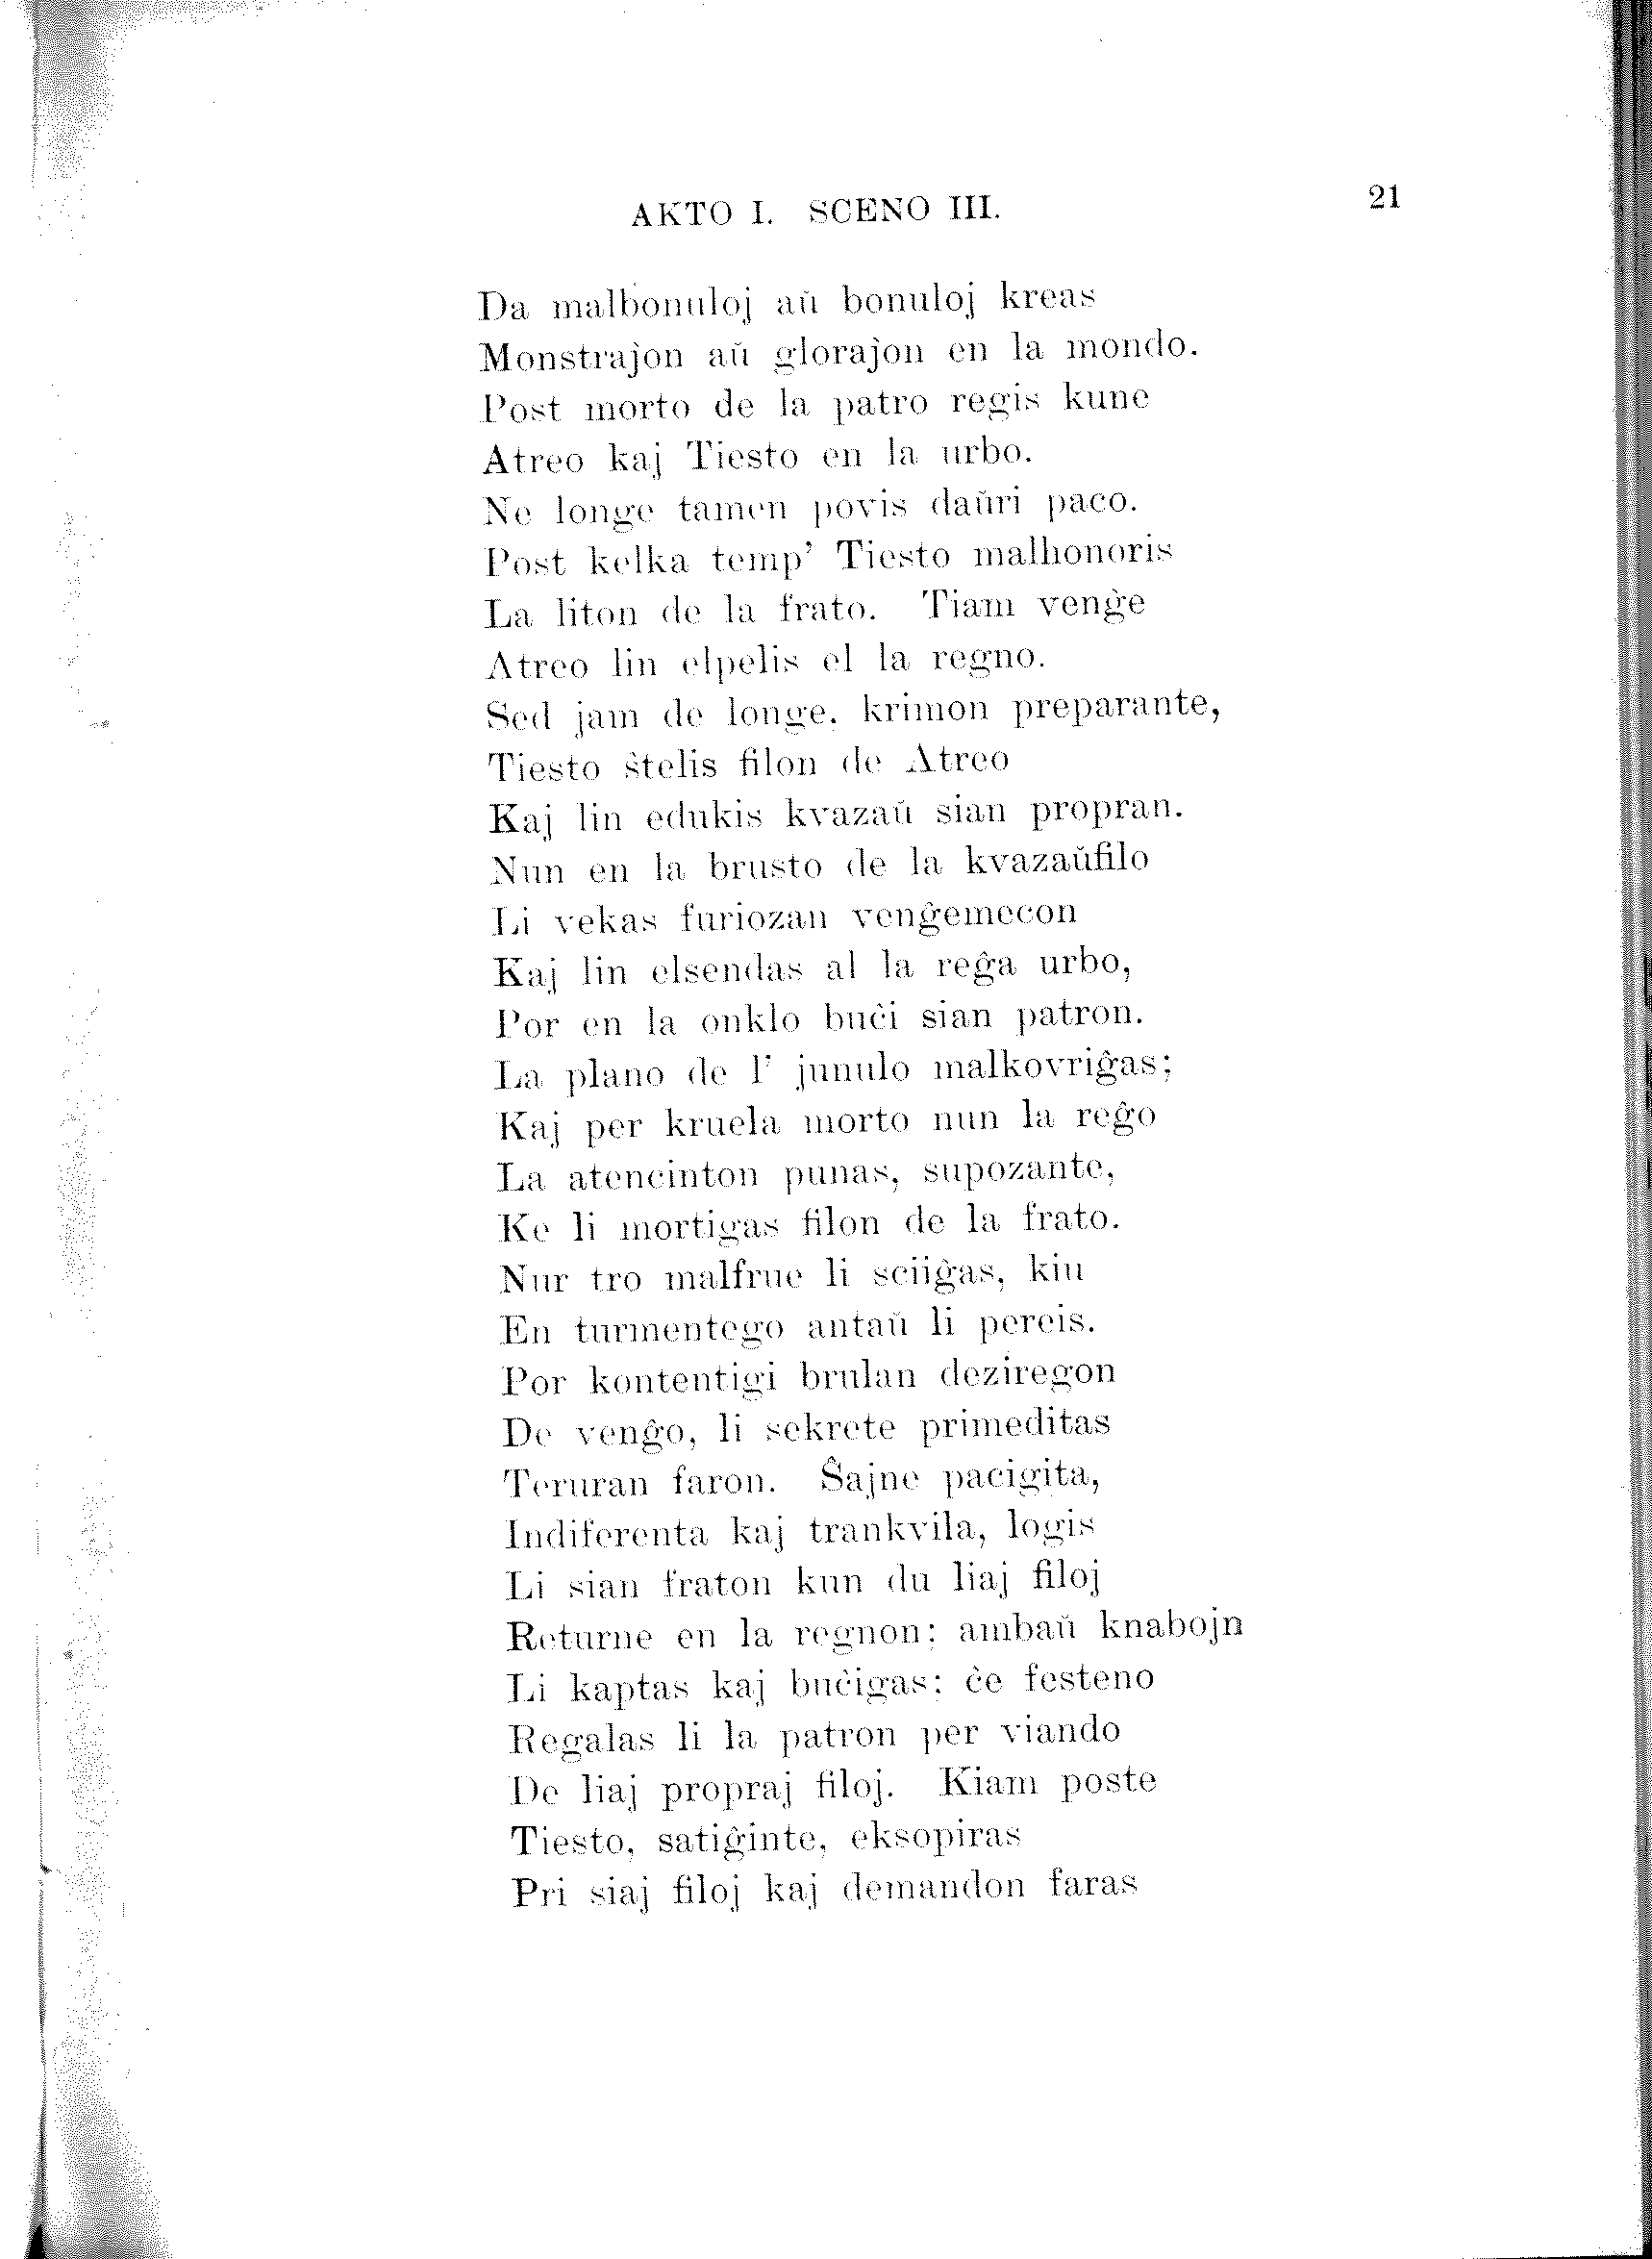 AKTO I. SCENO III.
21
Da malbonuloj aŭ bonuloj kreas
Monstrajon aŭ glorajon en la mondo.
Post morto de la patro regis kune
Atreo kaj Tiesto en la urbo.
Ne longe tamen povis daŭri paco.
Post kelka temp’ Tiesto malhonoris
La liton de la frato. Tiam venĝe
Atreo lin elpelis el la regno.
Sed jam de longe, krimon preparante,
Tiesto ŝtelis filon de Atreo
Kaj lin edukis kvazaŭ sian propran.
Nun en la brusto de la kvazaŭfilo
Li vekas furiozan venĝemecon
Kaj lin elsendas al la reĝa urbo,
Por en la onklo buĉi sian patron.
La plano de l’ junulo malkovriĝas;
Kaj per kruela morto nun la reĝo
La atencinton punas, supozante,
Ke li mortigas filon de la frato.
Nur tro malfrue li sciiĝas, kiu
En turmentego antaŭ li pereis.
Por kontentigi brulan deziregon
De venĝo, li sekrete primeditas
Teruran faron. Ŝajne pacigita,
Indiferenta kaj trankvila, logis
Li sian fraton kun du liaj filoj
Returne en la regnon; ambaŭ knabojn
Li kaptas kaj buĉigas; ĉe festeno
Regalas li la patron per viando
De liaj propraj filoj. Kiam poste
Tiesto, satiĝinte, eksopiras
Pri siaj filoj kaj demandon faras